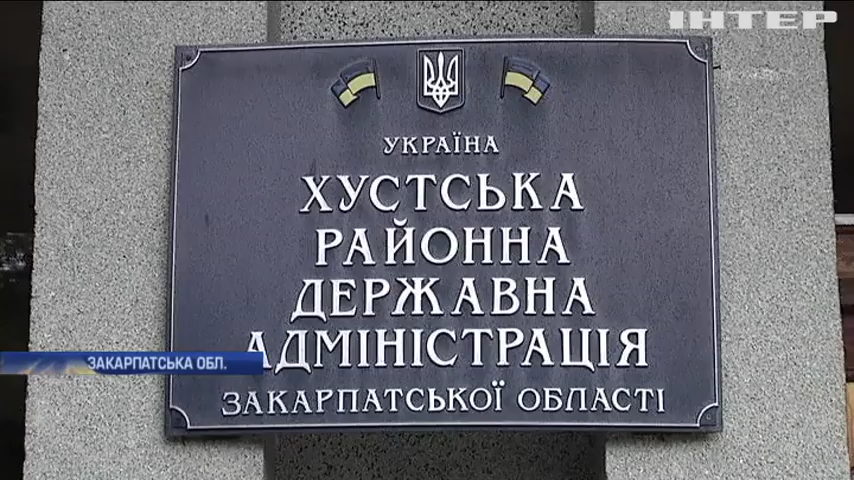 ІНТЕР
УКРАЇНА
ХУСТСЬКА
РАЙОННА
ДЕРЖАВНА
АДМІНІСТРАЦІЯ
ЗАКАРПАТСЬКА ОБЛ.
ЗАКАРПАТСЬКОЇ ОБЛАСТІ